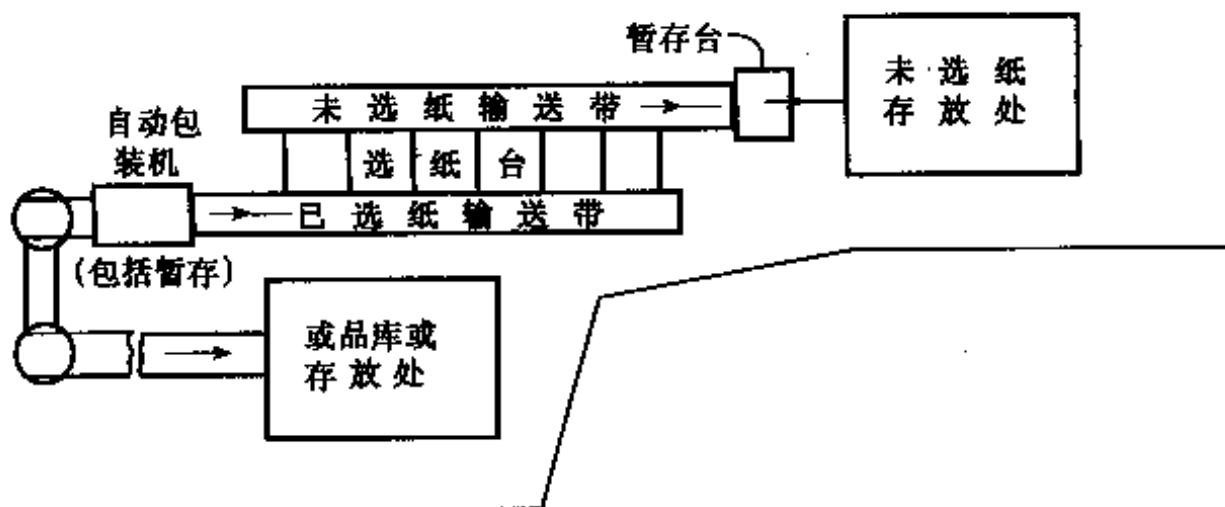 暂存台
未选纸
存放处
未选纸输送带
自动包
装机
选纸台
已选纸输送带
(包括暂存)
或品库或
存放处